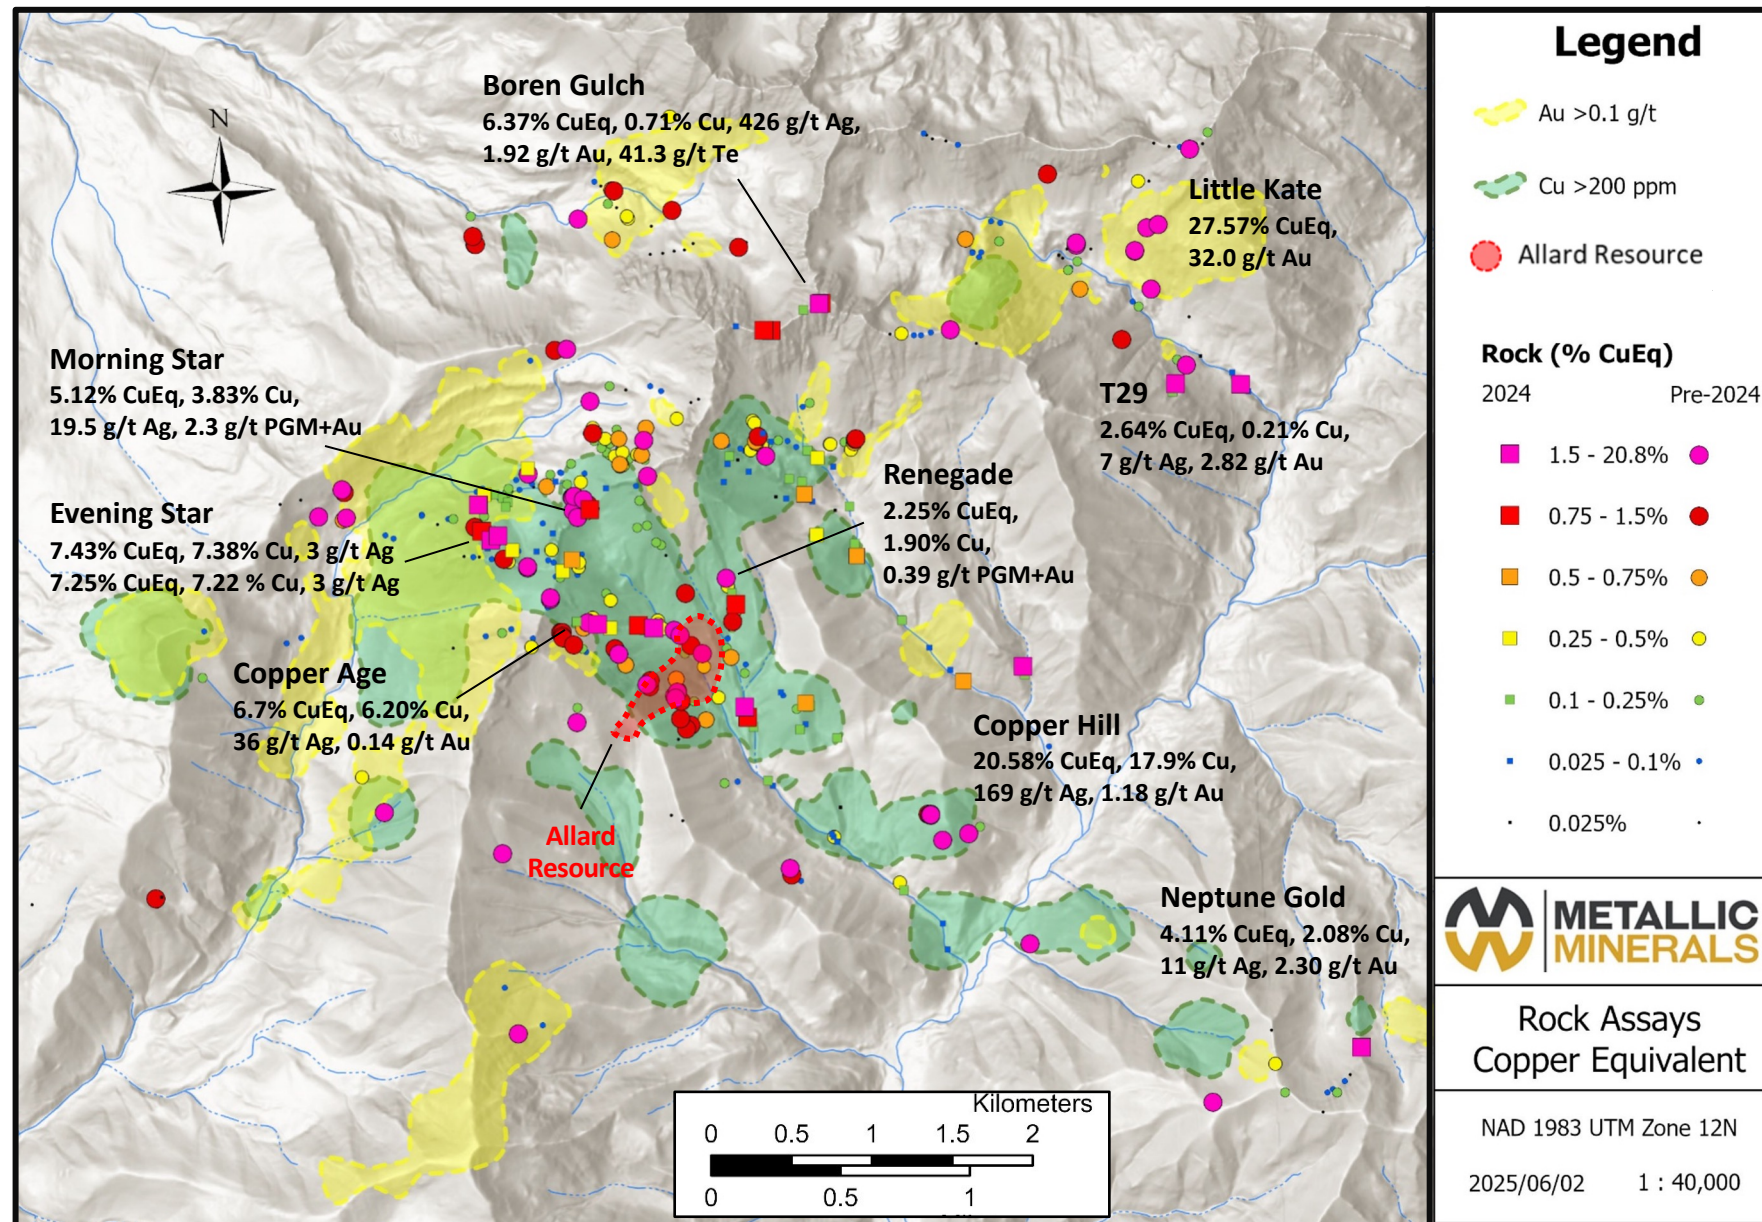 N
Boren Gulch
6.37% CuEq, 0.71% Cu, 426 g/t Ag,
1.92 g/t Au, 41.3 g/t Te
Little Kate
27.57% CuEq,
32.0 g/t Au
Morning Star
5.12% CuEq, 3.83% Cu,
19.5 g/t Ag, 2.3 g/t PGM+Au
T29
2.64% CuEq, 0.21% Cu,
7 g/t Ag, 2.82 g/t Au
Renegade
2.25% CuEq,
1.90% Cu,
0.39 g/t PGM+Au
Evening Star
7.43% CuEq, 7.38% Cu, 3 g/t Ag
7.25% CuEq, 7.22 % Cu, 3 g/t Ag
Copper Age
6.7% CuEq, 6.20% Cu,
36 g/t Ag, 0.14 g/t Au
Copper Hill
20.58% CuEq, 17.9% Cu,
169 g/t Ag, 1.18 g/t Au
Allard
Resource
Neptune Gold
4.11% CuEq, 2.08% Cu,
11 g/t Ag, 2.30 g/t Au
Kilometers
0 0.5 1 1.5 2
0 0.5 1
Legend
Au >0.1 g/t
Cu >200 ppm
Allard Resource
Rock (% CuEq)
2024 Pre-2024
1.5 - 20.8%
0.75 - 1.5%
0.5 - 0.75%
0.25 - 0.5%
0.1 - 0.25%
0.025 - 0.1%
0.025%
METALLIC
MINERALS
Rock Assays
Copper Equivalent
NAD 1983 UTM Zone 12N
2025/06/02 1 : 40,000